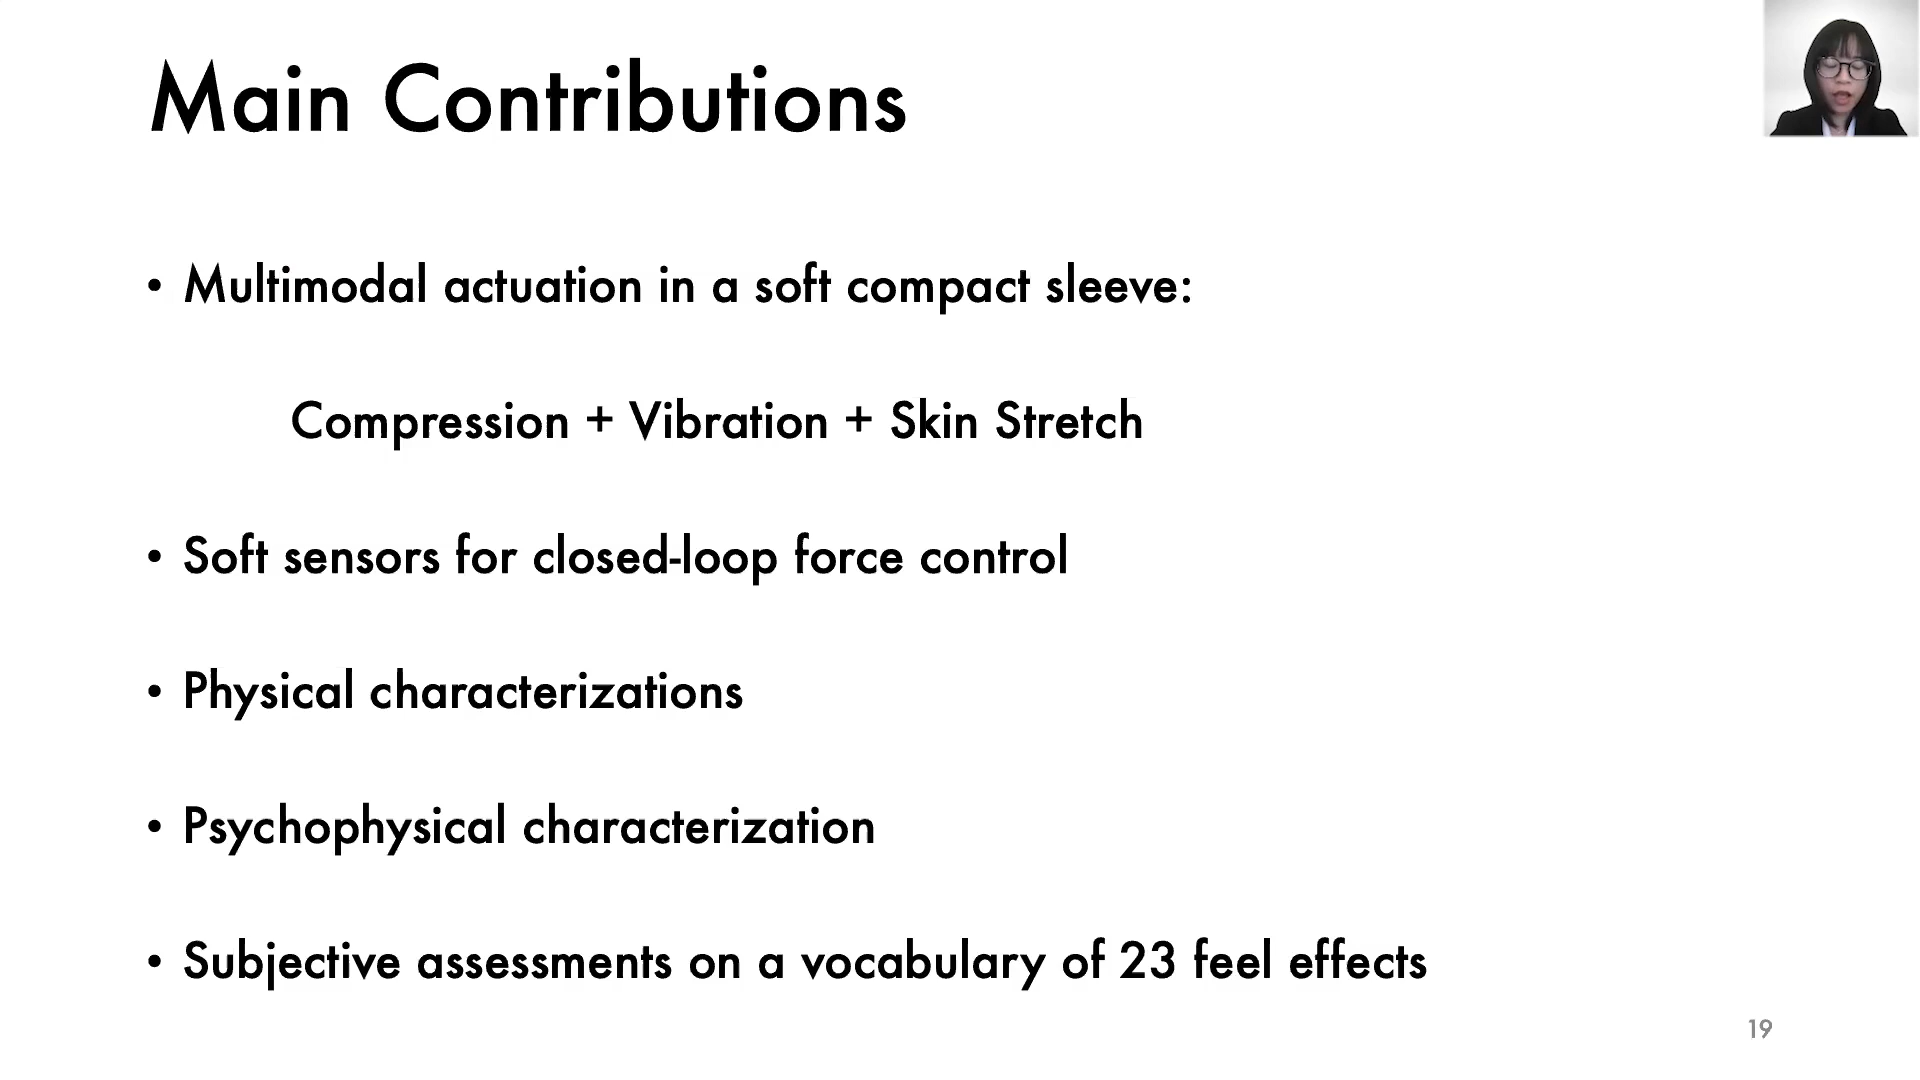 Main Contributions
• Multimodal actuation in a soft compact sleeve:
Compression + Vibration + Skin Stretch
• Soft sensors for closed-loop force control
• Physical characterizations
• Psychophysical characterization
• Subjective assessments on a vocabulary of 23 feel effects
19